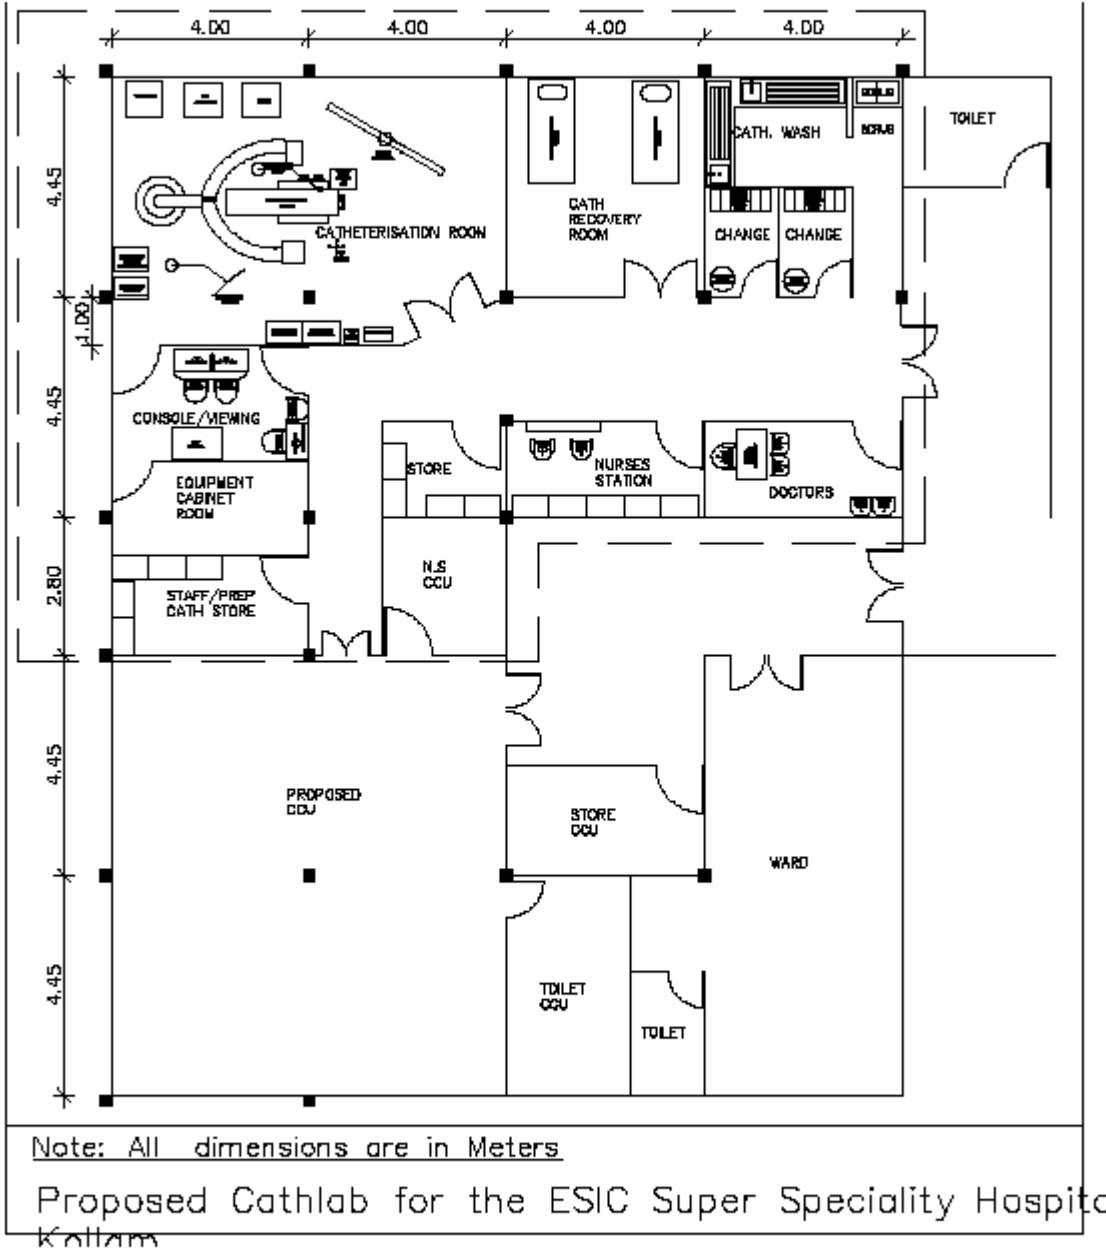 4.00 4.00 4.00 4.00
TOILET
CATH. WASH
SCRUB
4.45
CATH
RECOVERY
ROOM
CATHETERISATION ROOM
CHANGE CHANGE
1.00
4.45
CONSOLE/VIEWING
STORE
NURSES
STATION
DOCTORS
EQUIPMENT
CABINET
ROOM
2.80
N.S
CCU
STAFF/PREP
CATH STORE
4.45
PROPOSED
CCU
STORE
CCU
WARD
4.45
TOILET
CCU
TOILET
Note: All dimensions are in Meters
Proposed Cathlab for the ESIC Super Speciality Hospita
Kollam